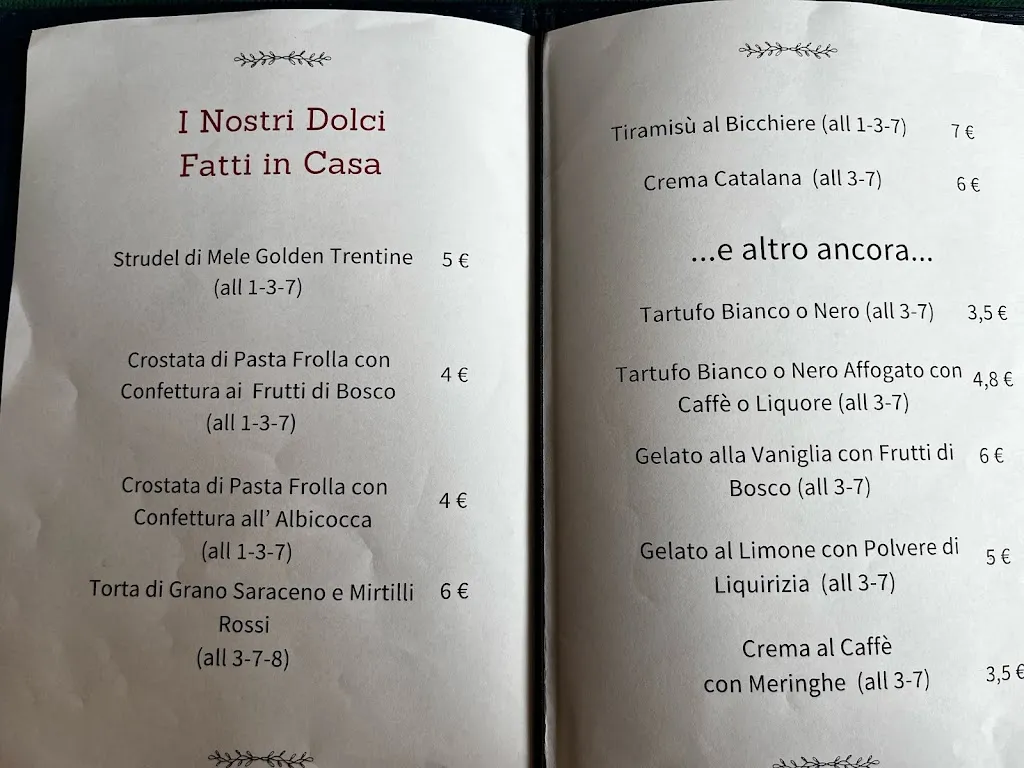 I Nostri Dolci
Fatti in Casa
Strudel di Mele Golden Trentine 5 €
(all 1-3-7)
Crostata di Pasta Frolla con
Confettura ai Frutti di Bosco 4 €
(all 1-3-7)
Crostata di Pasta Frolla con
Confettura all' Albicocca 4 €
(all 1-3-7)
Torta di Grano Saraceno e Mirtilli 6 €
Rossi
(all 3-7-8)
Tiramisù al Bicchiere (all 1-3-7) 7 €
Crema Catalana (all 3-7) 6 €
...e altro ancora...
Tartufo Bianco o Nero (all 3-7) 3,5 €
Tartufo Bianco o Nero Affogato con 4,8 €
Caffè o Liquore (all 3-7)
Gelato alla Vaniglia con Frutti di 6 €
Bosco (all 3-7)
Gelato al Limone con Polvere di 5 €
Liquirizia (all 3-7)
Crema al Caffè
con Meringhe (all 3-7) 3,5 €